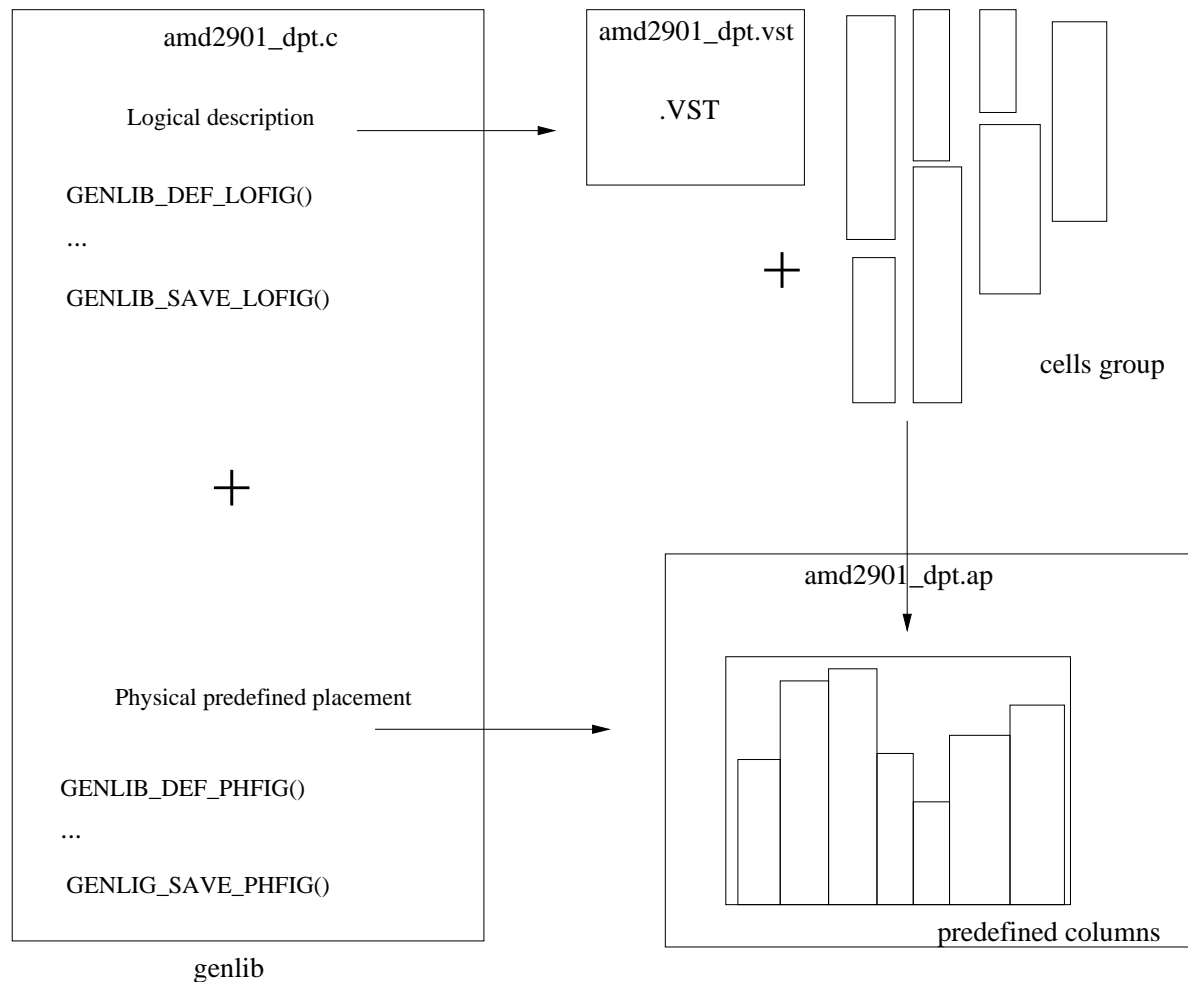 amd2901_dpt.c
Logical description
GENLIB_DEF_LOFIG()
...
GENLIB_SAVE_LOFIG()
+
Physical predefined placement
GENLIB_DEF_PHFIG()
...
GENLIG_SAVE_PHFIG()
genlib
amd2901_dpt.vst
.VST
+
cells group
amd2901_dpt.ap
predefined columns